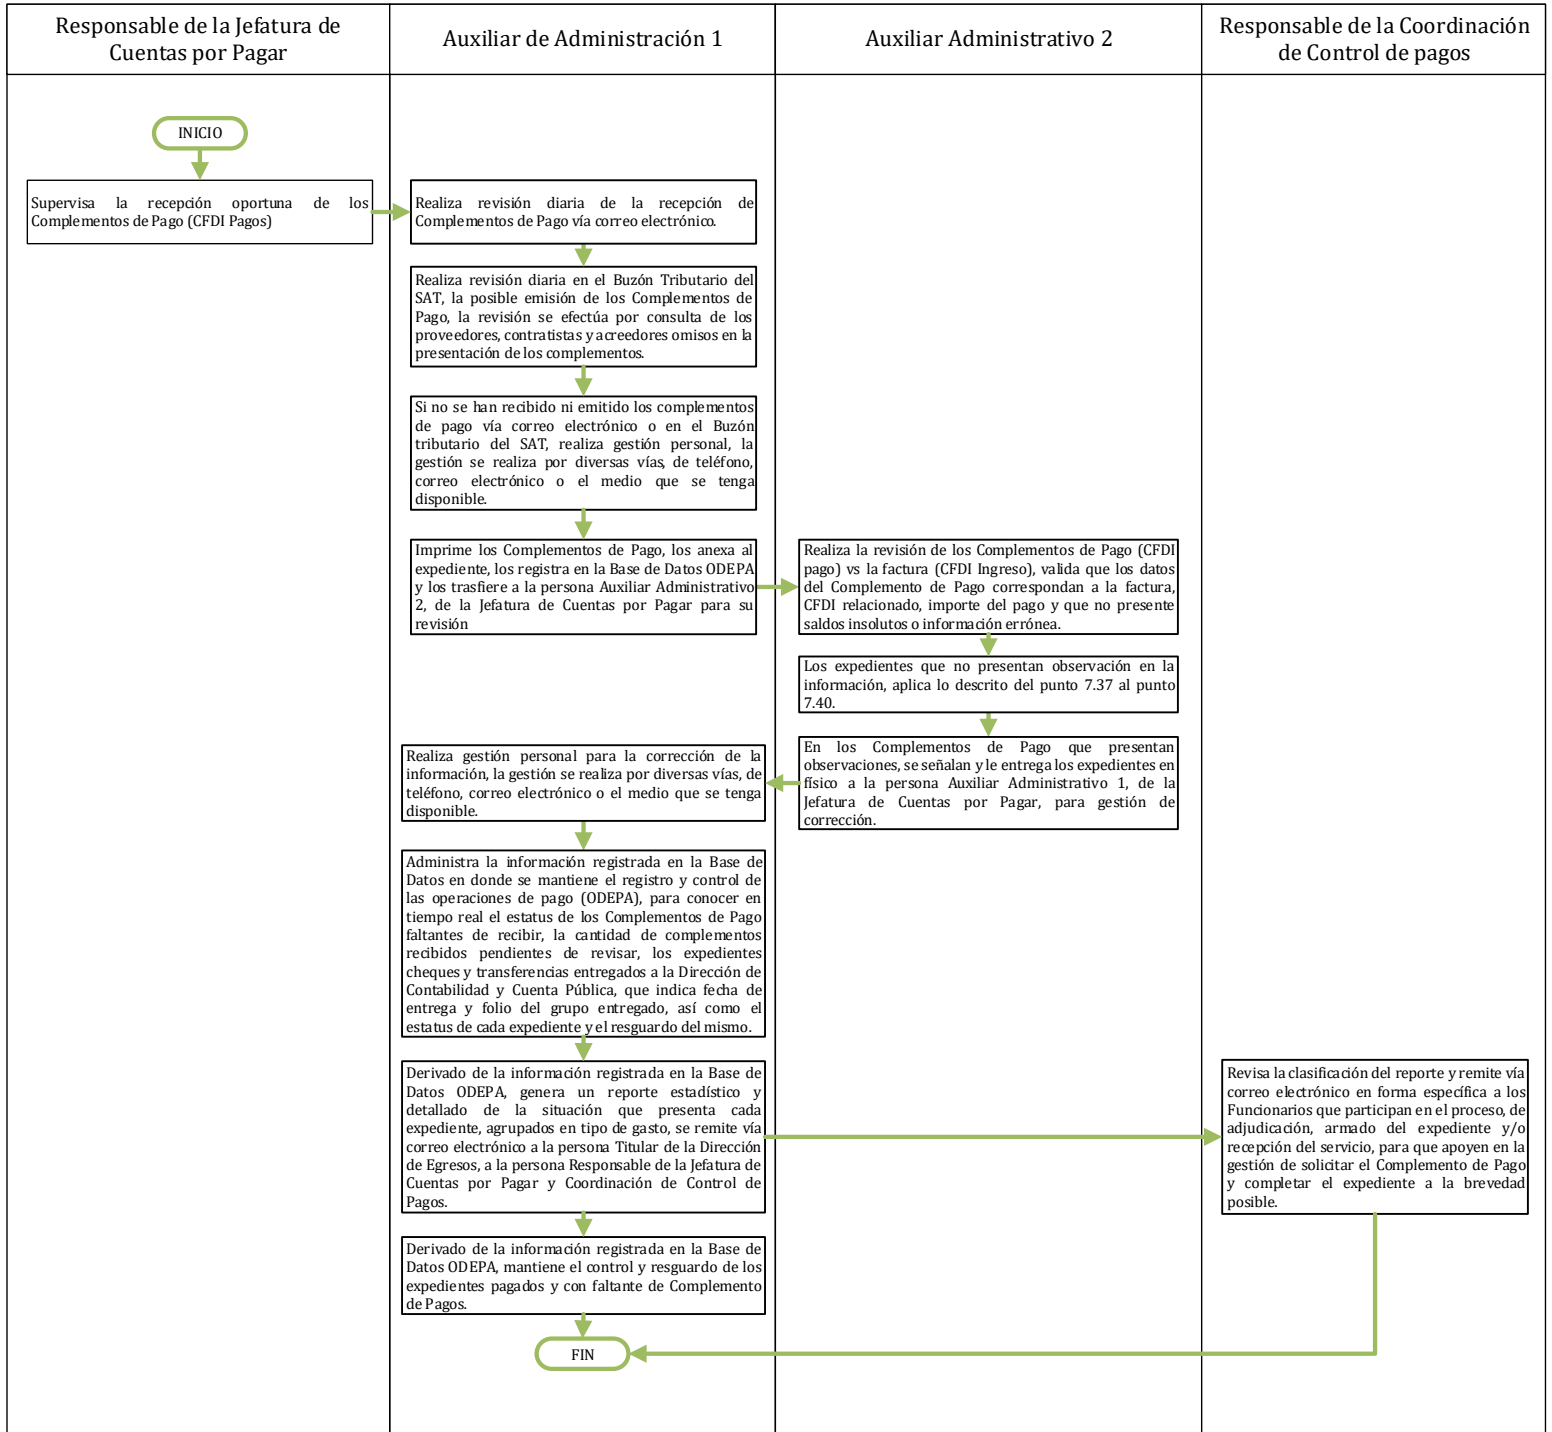 Responsable de la Jefatura de
Cuentas por Pagar
Auxiliar de Administración 1
Auxiliar Administrativo 2
Responsable de la Coordinación
de Control de pagos
INICIO
Supervisa la recepción oportuna de los
Complementos de Pago (CFDI Pagos)
Realiza revisión diaria de la recepción de
Complementos de Pago vía correo electrónico.
Realiza revisión diaria en el Buzón Tributario del
SAT, la posible emisión de los Complementos de
Pago, la revisión se efectúa por consulta de los
proveedores, contratistas y acreedores omisos en la
presentación de los complementos.
Si no se han recibido ni emitido los complementos
de pago vía correo electrónico o en el Buzón
tributario del SAT, realiza gestión personal, la
gestión se realiza por diversas vías, de teléfono,
correo electrónico o el medio que se tenga
disponible.
Imprime los Complementos de Pago, los anexa al
expediente, los registra en la Base de Datos ODEPA
y los trasfiere a la persona Auxiliar Administrativo
2, de la Jefatura de Cuentas por Pagar para su
revisión
Realiza la revisión de los Complementos de Pago (CFDI
pago) vs la factura (CFDI Ingreso), valida que los datos
del Complemento de Pago correspondan a la factura,
CFDI relacionado, importe del pago y que no presente
saldos insolutos o información errónea.
Los expedientes que no presentan observación en la
información, aplica lo descrito del punto 7.37 al punto
7.40.
En los Complementos de Pago que presentan
observaciones, se señalan y le entrega los expedientes en
físico a la persona Auxiliar Administrativo 1, de la
Jefatura de Cuentas por Pagar, para gestión de
corrección.
Realiza gestión personal para la corrección de la
información, la gestión se realiza por diversas vías, de
teléfono, correo electrónico o el medio que se tenga
disponible.
Administra la información registrada en la Base de
Datos en donde se mantiene el registro y control de
las operaciones de pago (ODEPA), para conocer en
tiempo real el estatus de los Complementos de Pago
faltantes de recibir, la cantidad de complementos
recibidos pendientes de revisar, los expedientes
cheques y transferencias entregados a la Dirección de
Contabilidad y Cuenta Pública, que indica fecha de
entrega y folio del grupo entregado, así como el
estatus de cada expediente y el resguardo del mismo.
Derivado de la información registrada en la Base de
Datos ODEPA, genera un reporte estadístico y
detallado de la situación que presenta cada
expediente, agrupados en tipo de gasto, se remite vía
correo electrónico a la persona Titular de la Dirección
de Egresos, a la persona Responsable de la Jefatura de
Cuentas por Pagar y Coordinación de Control de
Pagos.
Revisa la clasificación del reporte y remite vía
correo electrónico en forma específica a los
Funcionarios que participan en el proceso, de
adjudicación, armado del expediente y/o
recepción del servicio, para que apoyen en la
gestión de solicitar el Complemento de Pago
y completar el expediente a la brevedad
posible.
Derivado de la información registrada en la Base de
Datos ODEPA, mantiene el control y resguardo de los
expedientes pagados y con faltante de Complemento
de Pagos.
FIN